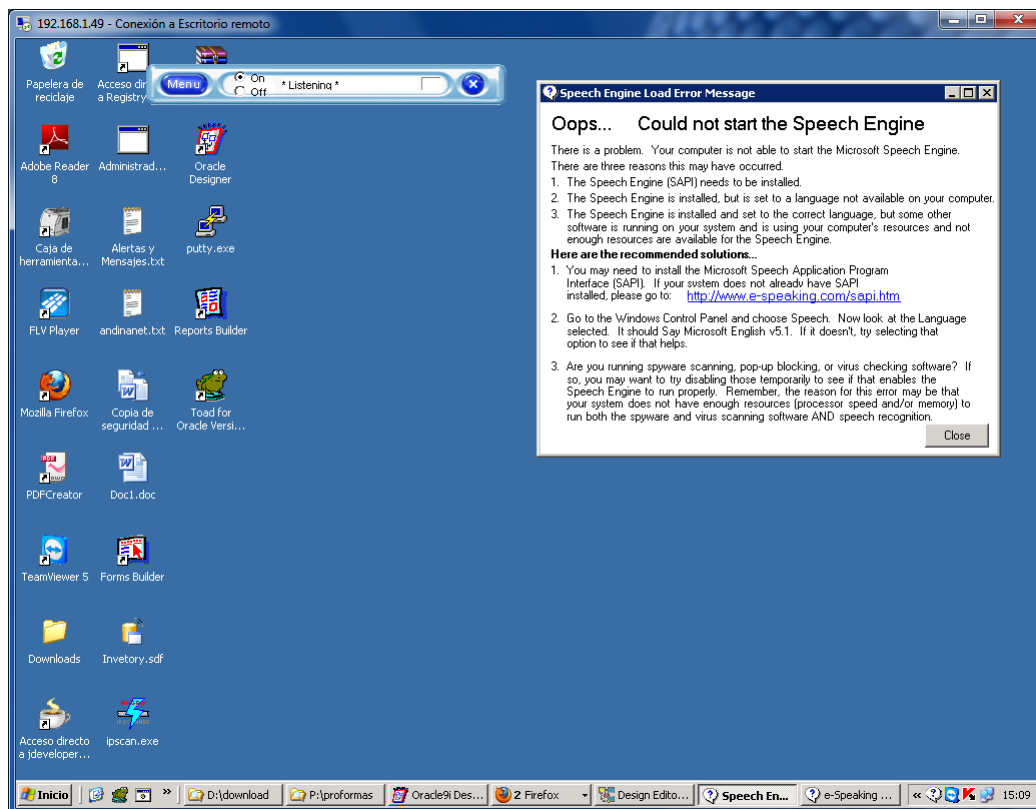 192.168.1.49 - Conexión a Escritorio remoto
Papelera de
reciclaje
Acceso dir
a Registry
Menu
On
Off
* Listening *
Adobe Reader
8
Administrad...
Oracle
Designer
Caja de
herramienta...
Alertas y
Mensajes.txt
putty.exe
FLV Player
andinanet.txt
Reports Builder
Mozilla Firefox
Copia de
seguridad ...
Toad for
Oracle Versi...
PDFCreator
Doc1.doc
TeamViewer 5
Forms Builder
Downloads
Invetory.sdf
Acceso directo
a jdeveloper...
ipscan.exe
Speech Engine Load Error Message
Oops... Could not start the Speech Engine
There is a problem. Your computer is not able to start the Microsoft Speech Engine.
There are three reasons this may have occurred.
1. The Speech Engine (SAPI) needs to be installed.
2. The Speech Engine is installed, but is set to a language not available on your computer.
3. The Speech Engine is installed and set to the correct language, but some other
software is running on your system and is using your computer's resources and not
enough resources are available for the Speech Engine.
Here are the recommended solutions...
1. You may need to install the Microsoft Speech Application Program
Interface (SAPI). If your system does not already have SAPI
installed, please go to: http://www.e-speaking.com/sapi.htm
2. Go to the Windows Control Panel and choose Speech. Now look at the Language
selected. It should Say Microsoft English v5.1. If it doesn't, try selecting that
option to see if that helps.
3. Are you running spyware scanning, pop-up blocking, or virus checking software? If
so, you may want to try disabling those temporarily to see if that enables the
Speech Engine to run properly. Remember, the reason for this error may be that
your system does not have enough resources (processor speed and/or memory) to
run both the spyware and virus scanning software AND speech recognition.
Close
Inicio
D:\download
P:\proformas
Oracle9i Des...
2 Firefox
Design Edito...
Speech En...
e-Speaking ...
15:09